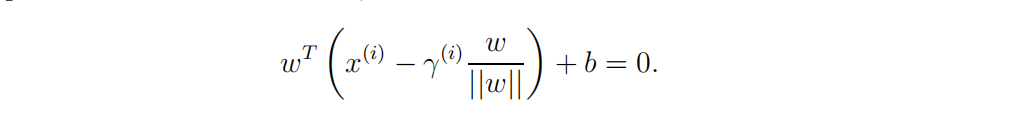 $$w^T \left( x^{(i)} - \gamma^{(i)} \frac{w}{||w||} \right) + b = 0.$$